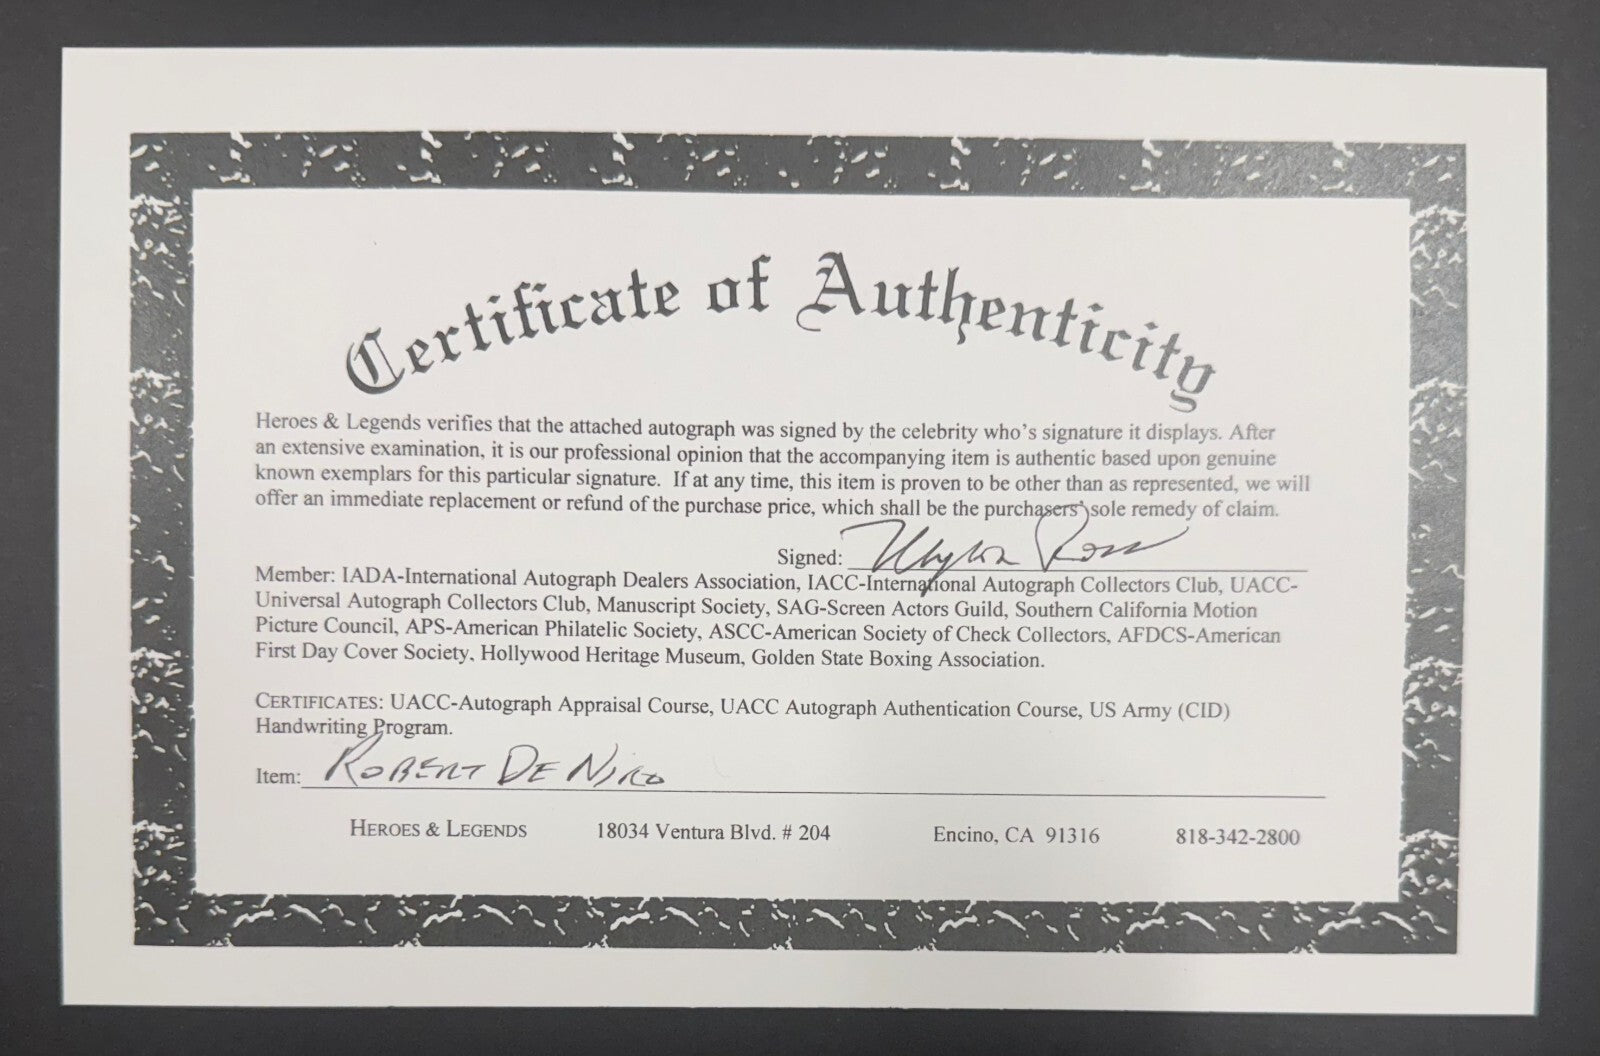 Certificate of Authenticity
Heroes & Legends verifies that the attached autograph was signed by the celebrity who's signature it displays. After
an extensive examination, it is our professional opinion that the accompanying item is authentic based upon genuine
known exemplars for this particular signature. If at any time, this item is proven to be other than as represented, we will
offer an immediate replacement or refund of the purchase price, which shall be the purchasers' sole remedy of claim.
Signed: Ross
Member: IADA-International Autograph Dealers Association, IACC-International Autograph Collectors Club, UACC-
Universal Autograph Collectors Club, Manuscript Society, SAG-Screen Actors Guild, Southern California Motion
Picture Council, APS-American Philatelic Society, ASCC-American Society of Check Collectors, AFDCS-American
First Day Cover Society, Hollywood Heritage Museum, Golden State Boxing Association.
CERTIFICATES: UACC-Autograph Appraisal Course, UACC Autograph Authentication Course, US Army (CID)
Handwriting Program.
Item: ROBERT DE NIRO
HEROES & LEGENDS 18034 Ventura Blvd. # 204 Encino, CA 91316 818-342-2800